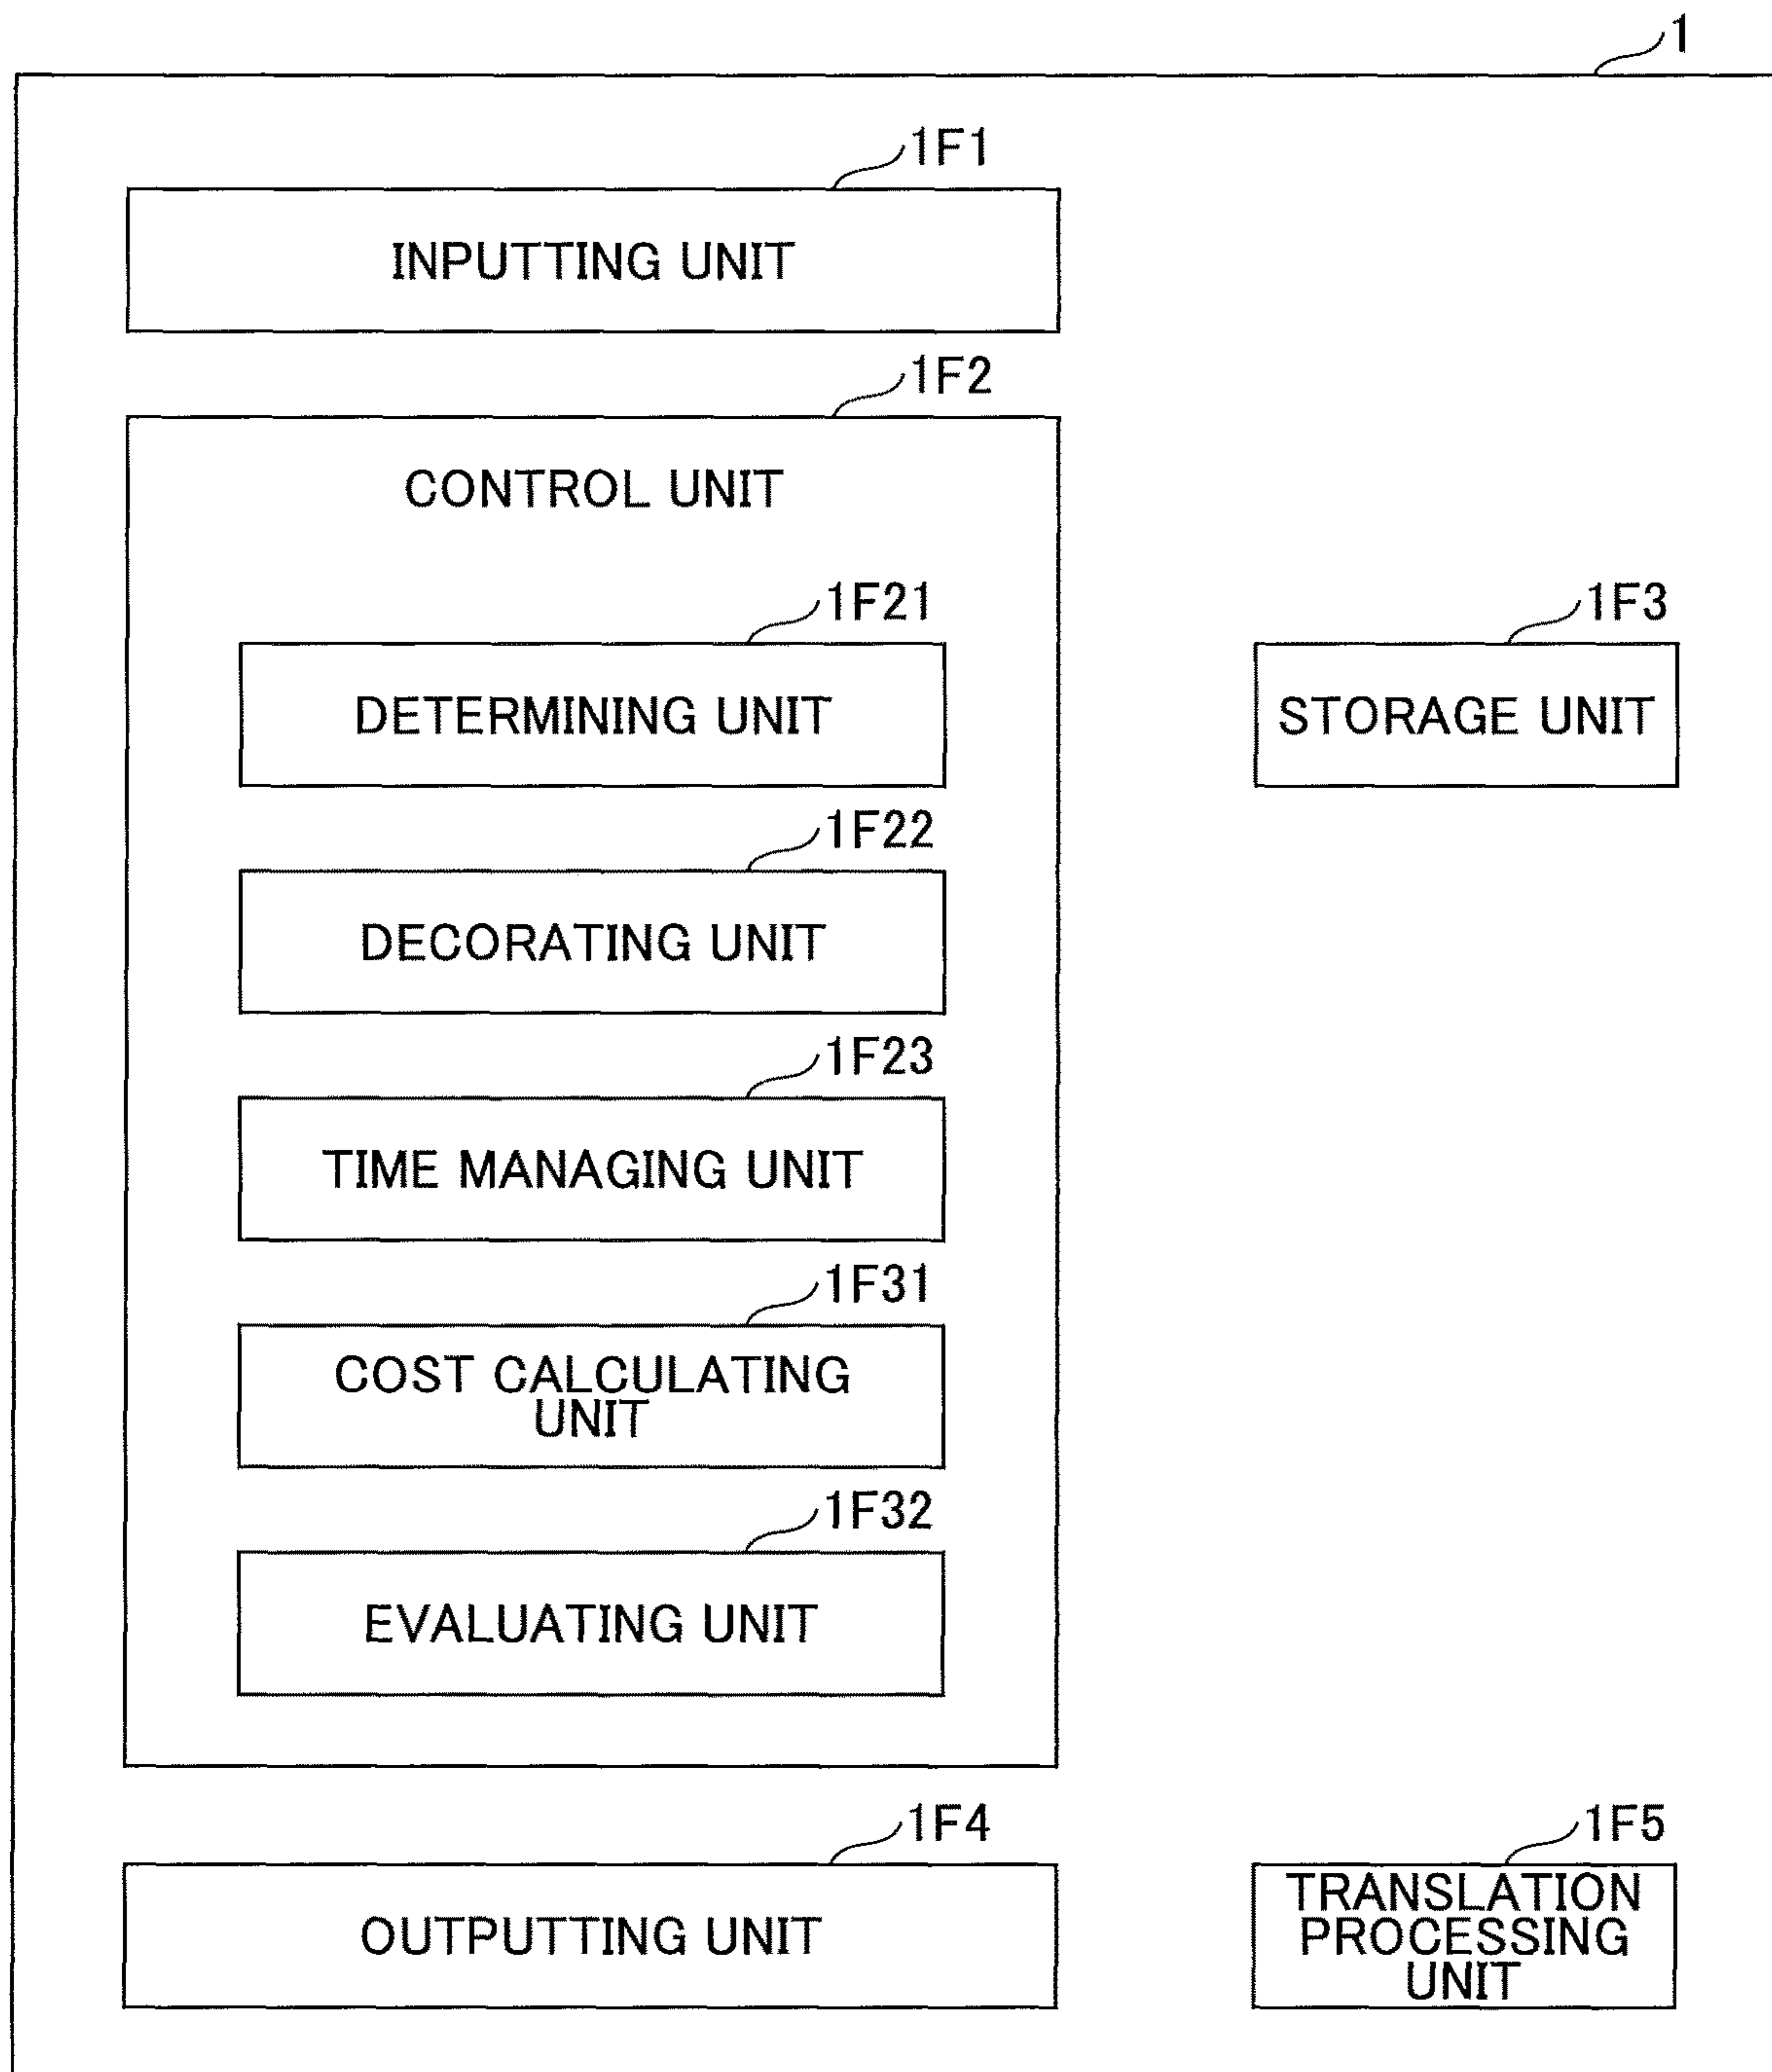 1
1F1
INPUTTING UNIT
1F2
CONTROL UNIT
1F21
DETERMINING UNIT
1F3
STORAGE UNIT
1F22
DECORATING UNIT
1F23
TIME MANAGING UNIT
1F31
COST CALCULATING
UNIT
1F32
EVALUATING UNIT
1F4
OUTPUTTING UNIT
1F5
TRANSLATION
PROCESSING
UNIT